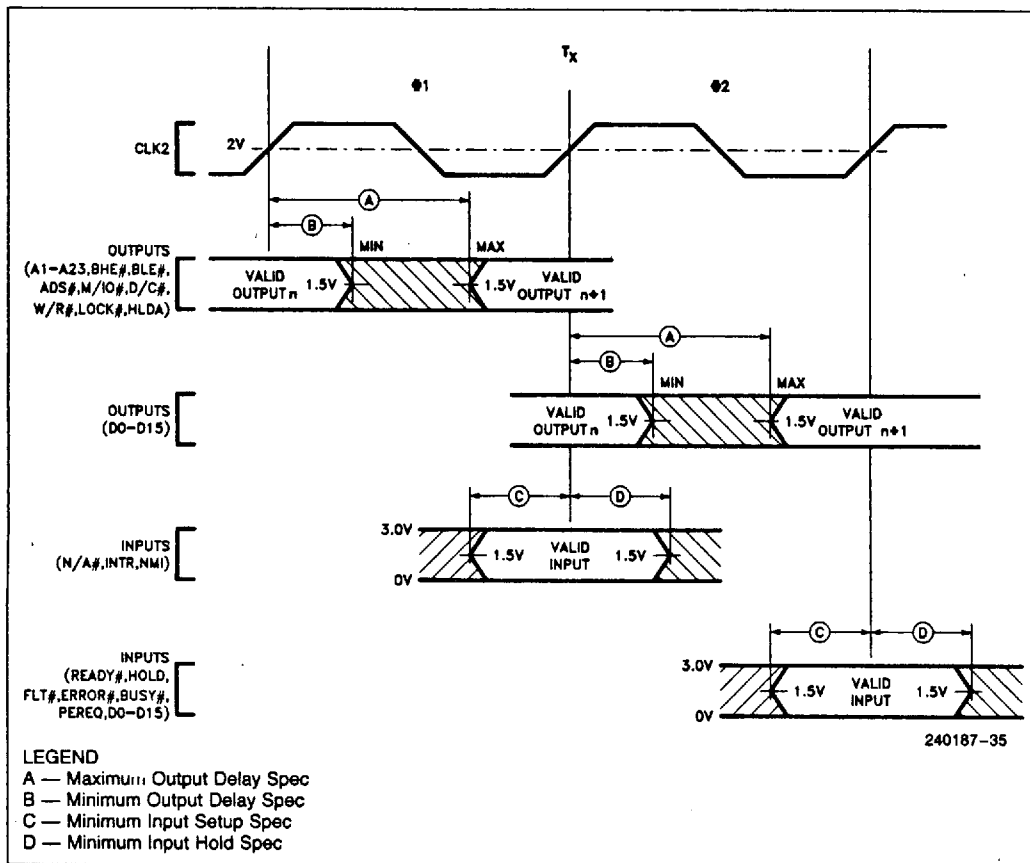 Tx
Φ1
Φ2
CLK2
2V
A
B
MIN
MAX
OUTPUTS
(A1–A23,BHE#,BLE#,
ADS#,M/IO#,D/C#,
W/R#,LOCK#,HLDA)
VALID
OUTPUT n
1.5V
1.5V
VALID
OUTPUT n+1
A
B
MIN
MAX
OUTPUTS
(D0–D15)
VALID
OUTPUT n
1.5V
1.5V
VALID
OUTPUT n+1
C
D
INPUTS
(N/A#,INTR,NMI)
3.0V
0V
1.5V
VALID
INPUT
1.5V
C
D
INPUTS
(READY#,HOLD,
FLT#,ERROR#,BUSY#,
PEREQ,D0–D15)
3.0V
0V
1.5V
VALID
INPUT
1.5V
240187–35
LEGEND
A — Maximum Output Delay Spec
B — Minimum Output Delay Spec
C — Minimum Input Setup Spec
D — Minimum Input Hold Spec